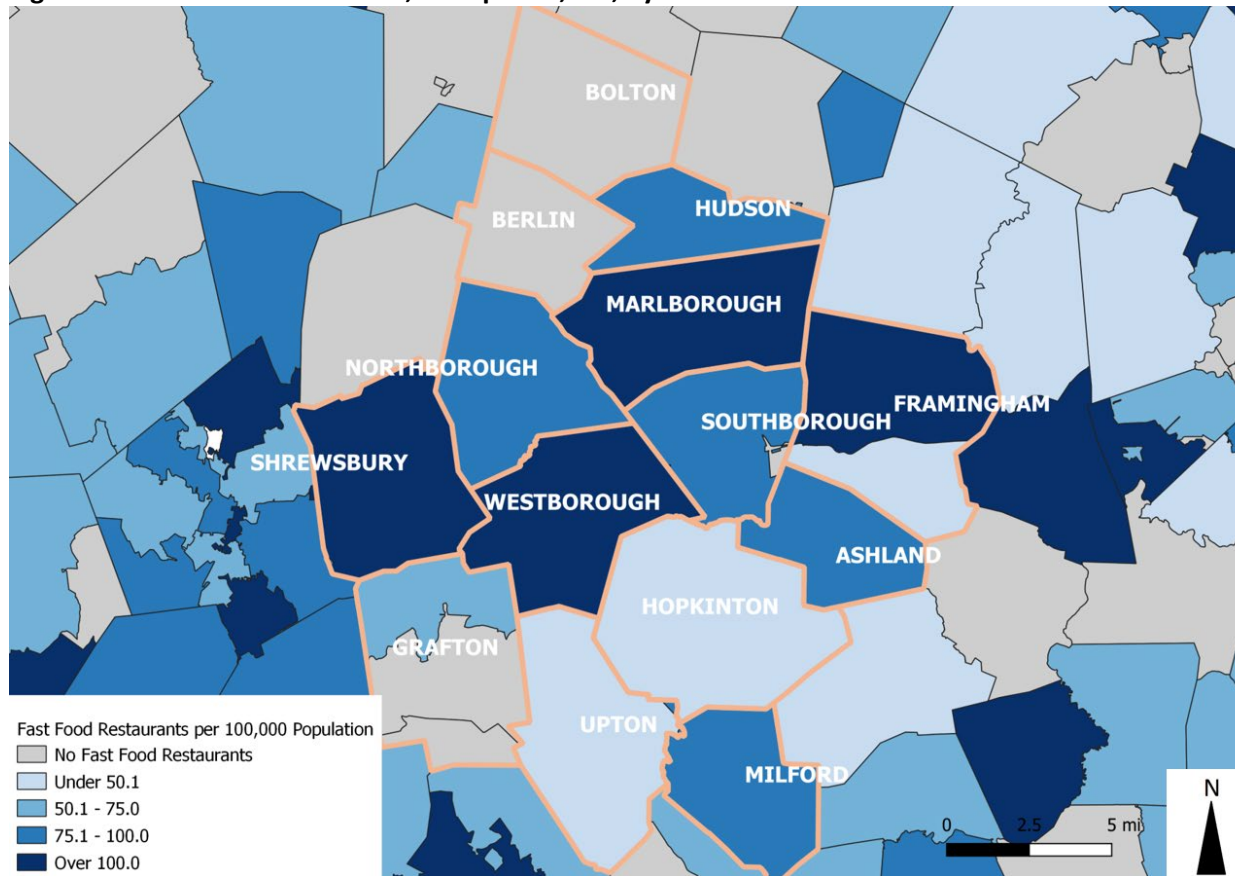 BOLTON
HUDSON
BERLIN
MARLBOROUGH
NORTHBOROUGH
FRAMINGHAM
SOUTHBOROUGH
SHREWSBURY
WESTBOROUGH
ASHLAND
HOPKINTON
GRAFTON
UPTON
MILFORD
Fast Food Restaurants per 100,000 Population
No Fast Food Restaurants
Under 50.1
50.1 - 75.0
75.1 - 100.0
Over 100.0
0 2.5 5 mi
N